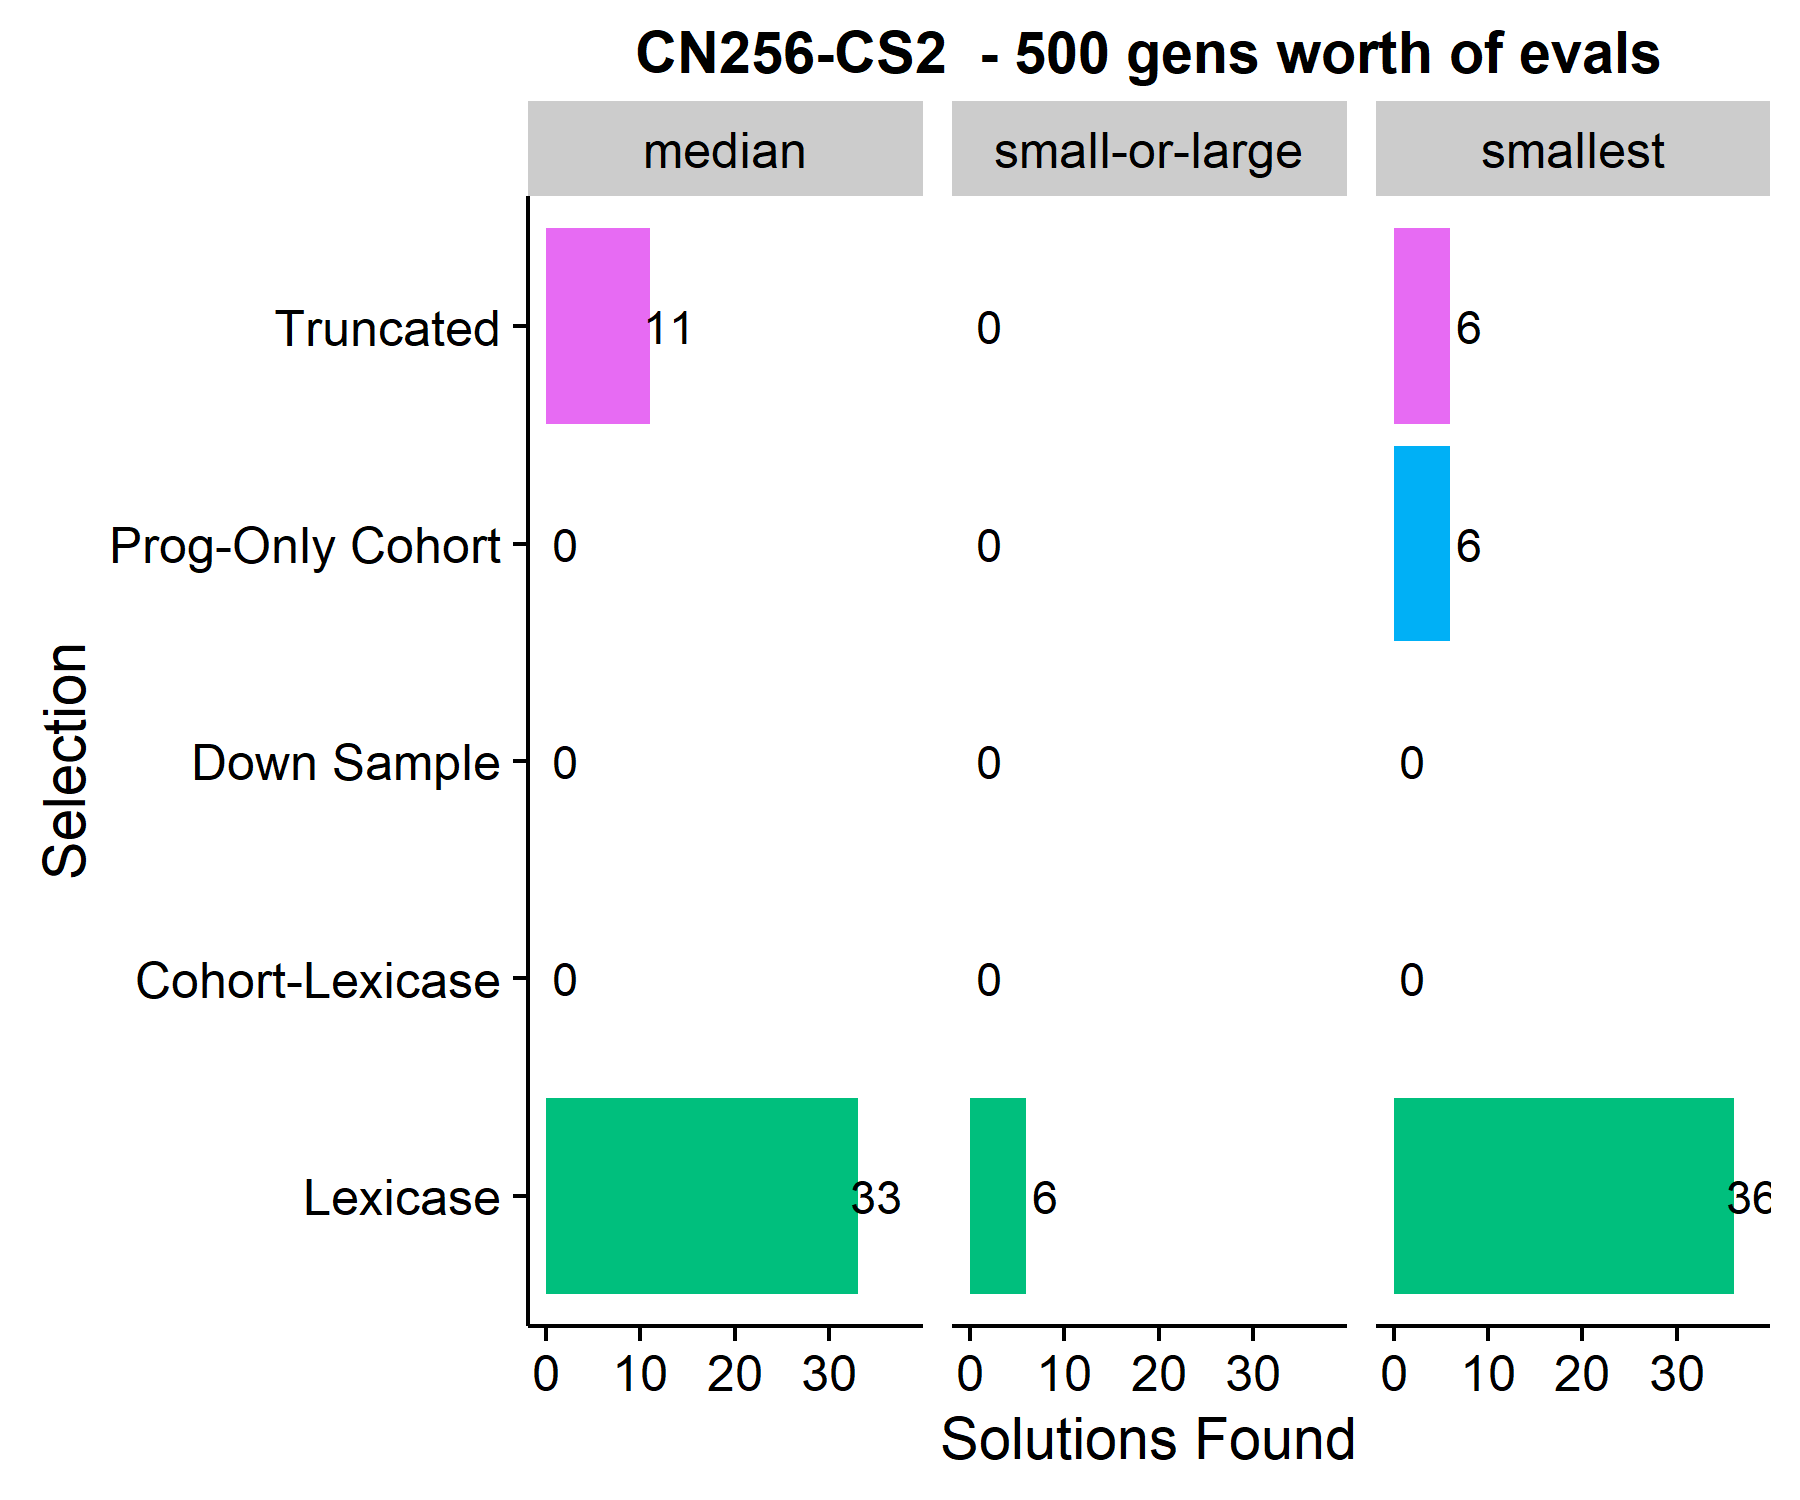 CN256-CS2  - 500 gens worth of evals
median small-or-large smallest
Truncated 11 0 6
Prog-Only Cohort 0 0 6
Down Sample 0 0 0
Cohort-Lexicase 0 0 0
Lexicase 33 6 36
0 10 20 30 0 10 20 30 0 10 20 30
Solutions Found
Selection